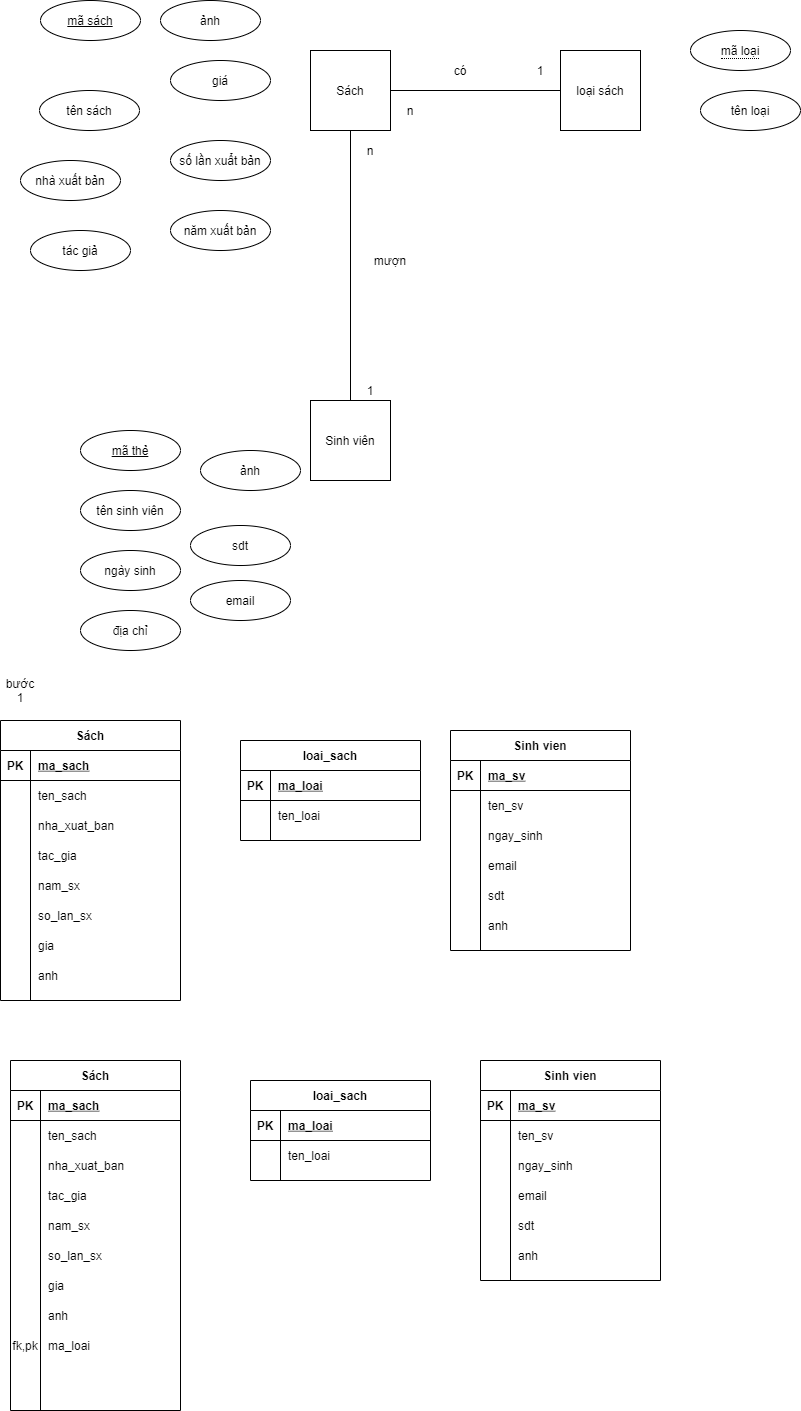 mã sách
ảnh
giá
tên sách
số lần xuất bản
nhà xuất bản
năm xuất bản
tác giả
Sách
có
1
n
loại sách
mã loại
tên loại
n
mượn
1
Sinh viên
mã thẻ
ảnh
tên sinh viên
sdt
ngày sinh
email
địa chỉ
bước
1
Sách
PK ma_sach
ten_sach
nha_xuat_ban
tac_gia
nam_sx
so_lan_sx
gia
anh
loai_sach
PK ma_loai
ten_loai
Sinh vien
PK ma_sv
ten_sv
ngay_sinh
email
sdt
anh
Sách
PK ma_sach
ten_sach
nha_xuat_ban
tac_gia
nam_sx
so_lan_sx
gia
anh
fk,pk ma_loai
loai_sach
PK ma_loai
ten_loai
Sinh vien
PK ma_sv
ten_sv
ngay_sinh
email
sdt
anh